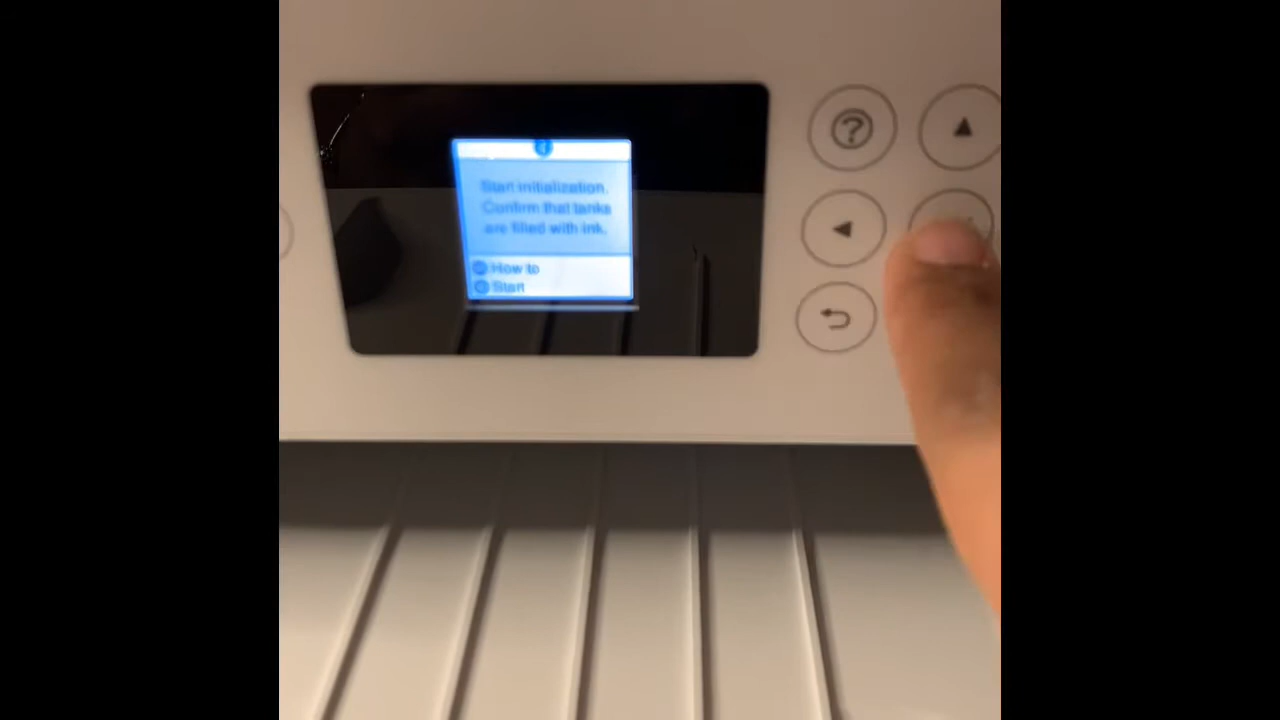 Start initialization.
Confirm that tanks
are filled with ink.
How to
Start